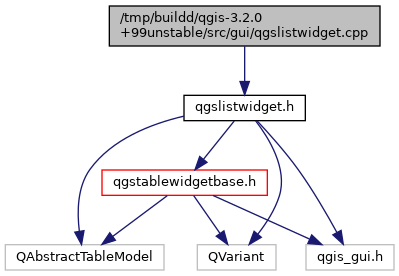 /tmp/buildd/qgis-3.2.0
+99unstable/src/gui/qgslistwidget.cpp
qgslistwidget.h
qgstablewidgetbase.h
QAbstractTableModel
QVariant
qgis_gui.h